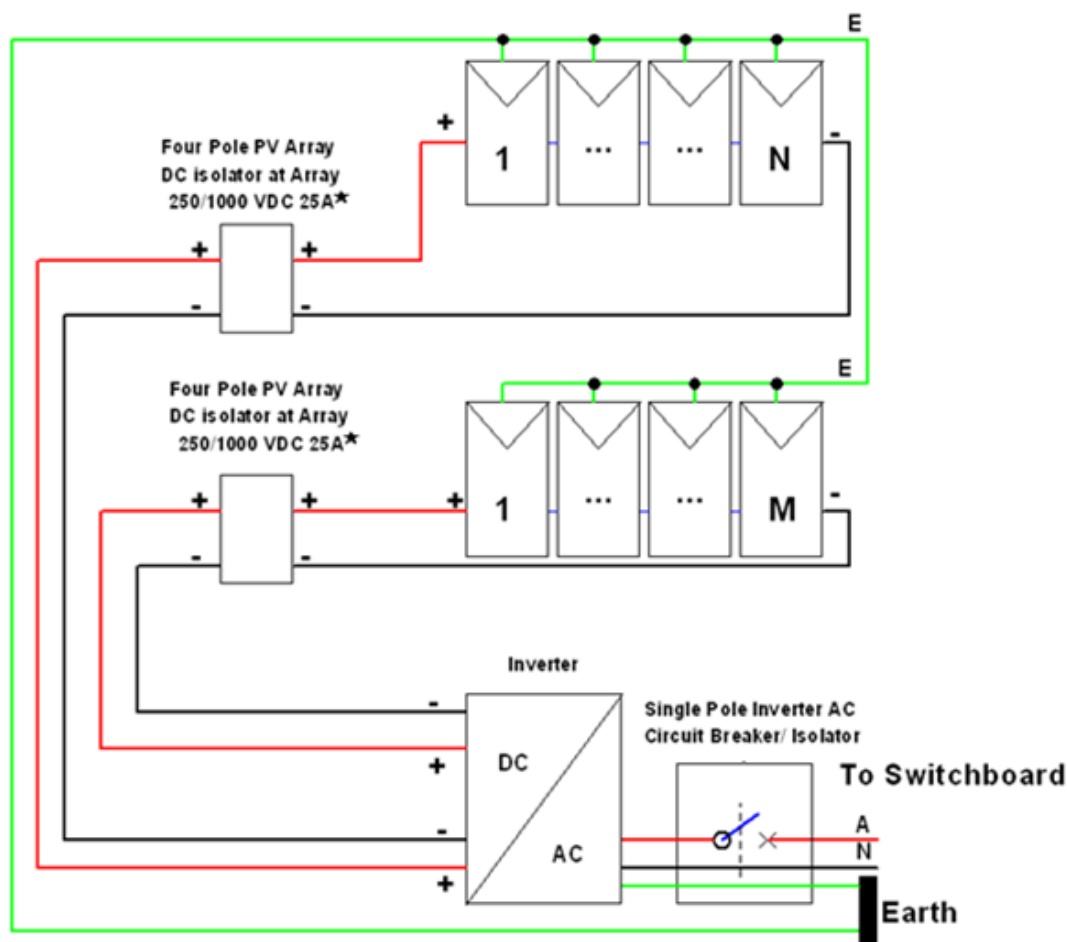 E
+
1
...
...
N
-
Four Pole PV Array
DC isolator at Array
250/1000 VDC 25A★
+
+
-
-
E
Four Pole PV Array
DC isolator at Array
250/1000 VDC 25A★
+
+
+
1
...
...
M
-
-
-
Inverter
-
DC
+
-
AC
+
Single Pole Inverter AC
Circuit Breaker/ Isolator
To Switchboard
A
N
Earth